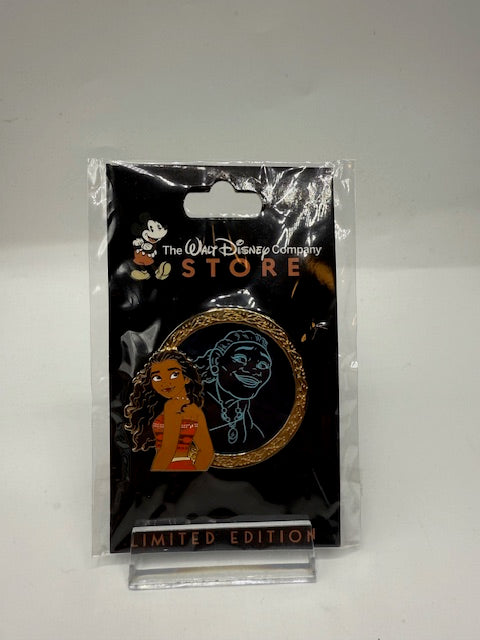 The WALT DISNEY Company
STORE
LIMITED EDITION